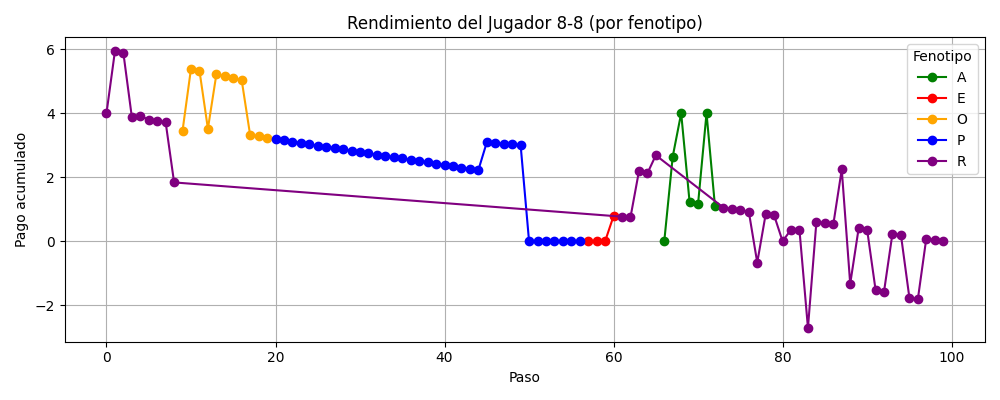 Rendimiento del Jugador 8-8 (por fenotipo)
Pago acumulado
6
4
2
0
−2
Fenotipo
A
E
O
P
R
0 20 40 60 80 100
Paso